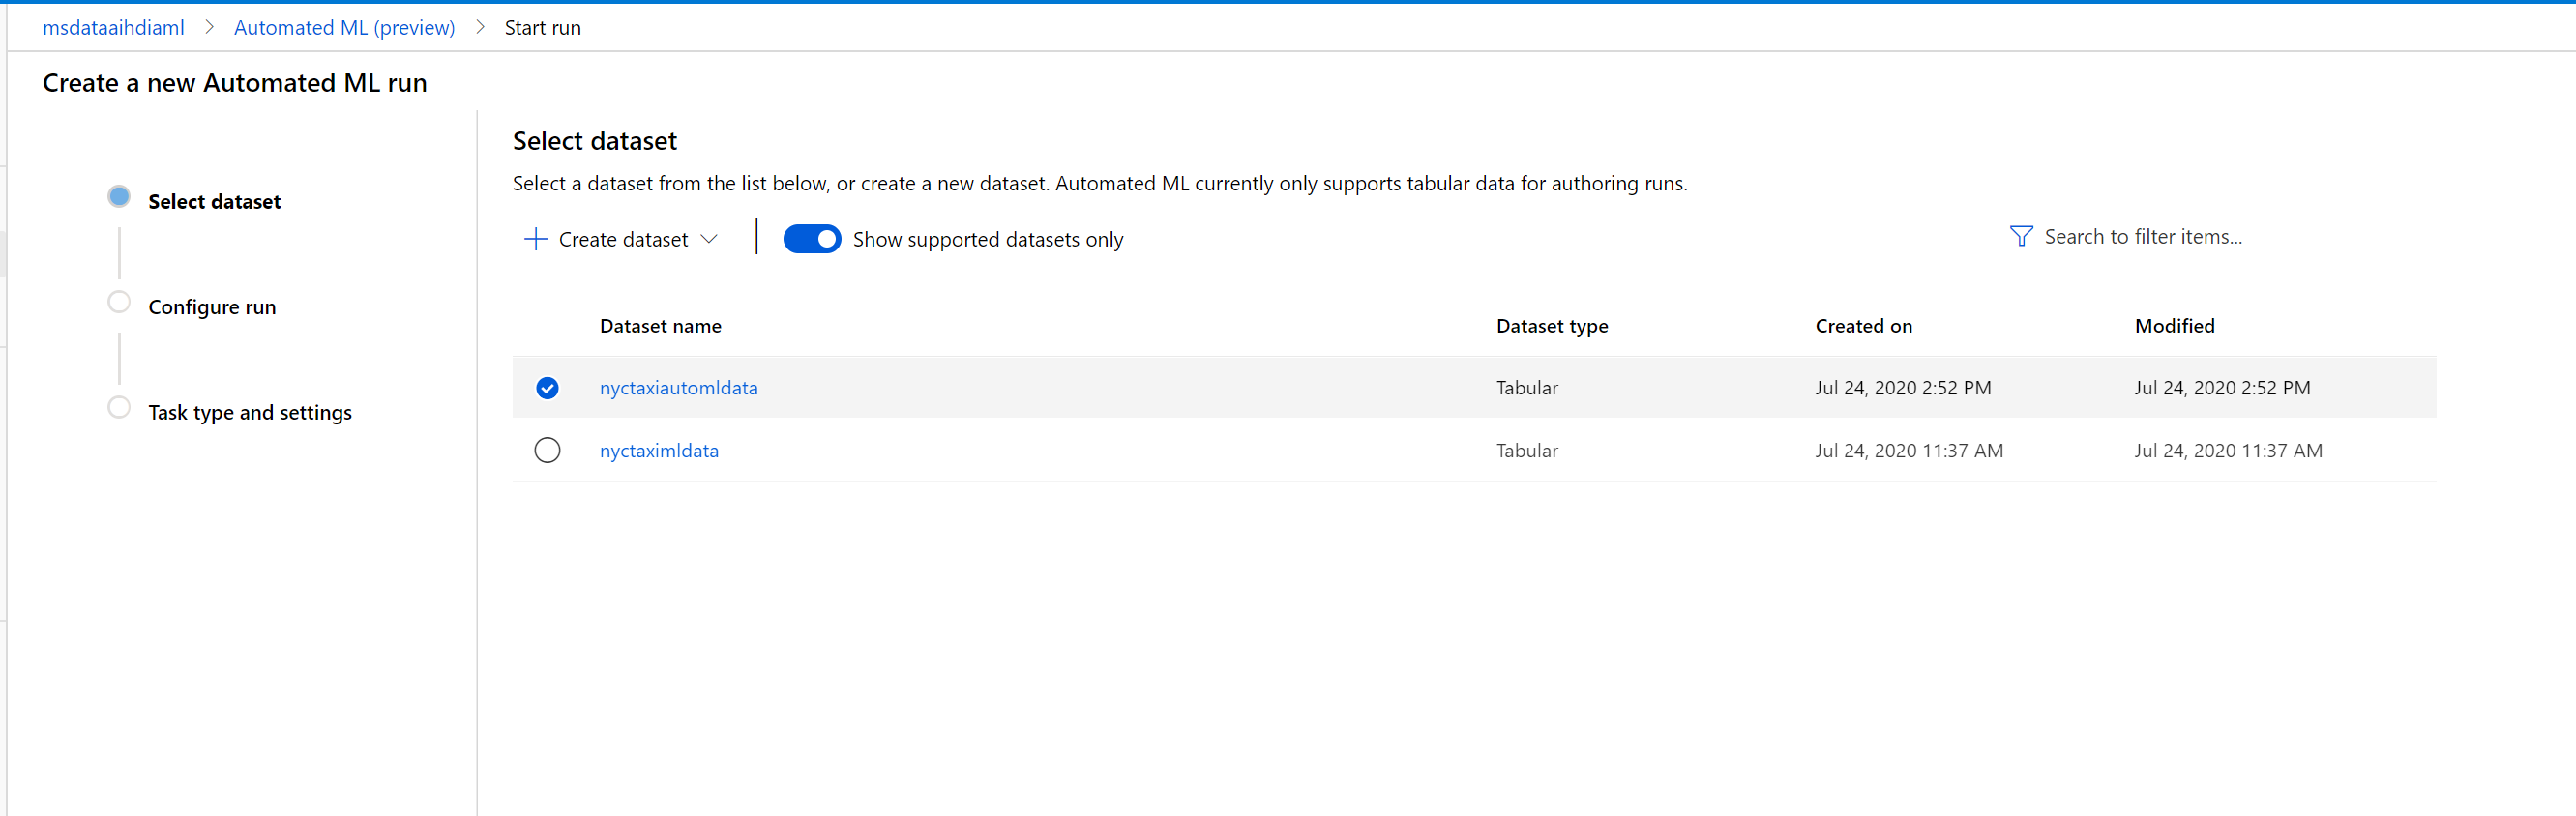 msdataaihdiaml > Automated ML (preview) > Start run
Create a new Automated ML run
Select dataset
Configure run
Task type and settings
Select dataset
Select a dataset from the list below, or create a new dataset. Automated ML currently only supports tabular data for authoring runs.
Create dataset
Show supported datasets only
Search to filter items...
Dataset name Dataset type Created on Modified
nyctaxiautomldata Tabular Jul 24, 2020 2:52 PM Jul 24, 2020 2:52 PM
nyctaximldata Tabular Jul 24, 2020 11:37 AM Jul 24, 2020 11:37 AM